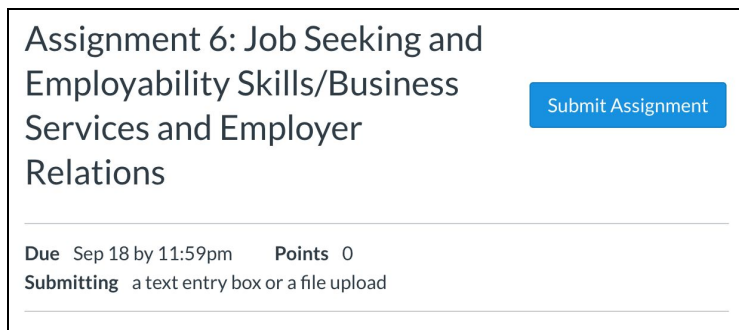 Assignment 6: Job Seeking and
Employability Skills/Business
Services and Employer
Relations
Submit Assignment
Due Sep 18 by 11:59pm Points 0
Submitting a text entry box or a file upload